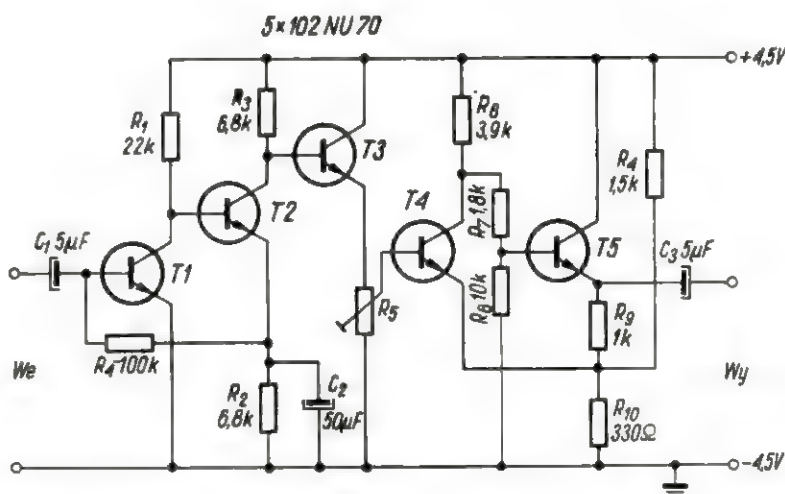 5×102 NU 70
+4,5V
R3
6,8k
R8
3,9k
R1
22k
T3
R4
1,5k
T2
T4
R7 1,8k
T5
C1 5µF
T1
C3 5µF
R5
R6 10k
R9
1k
R4 100k
We
R2
6,8k
C2
50µF
Wy
R10
330Ω
-4,5V